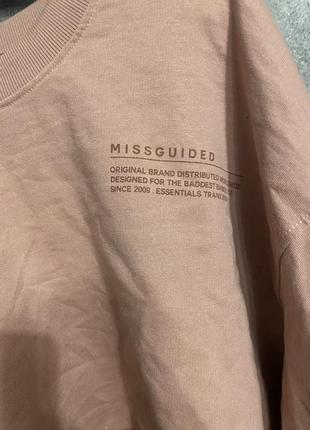 MISSGUIDED
ORIGINAL BRAND DISTRIBUTED
DESIGNED FOR THE BADDEST
SINCE 2009 . ESSENTIALS